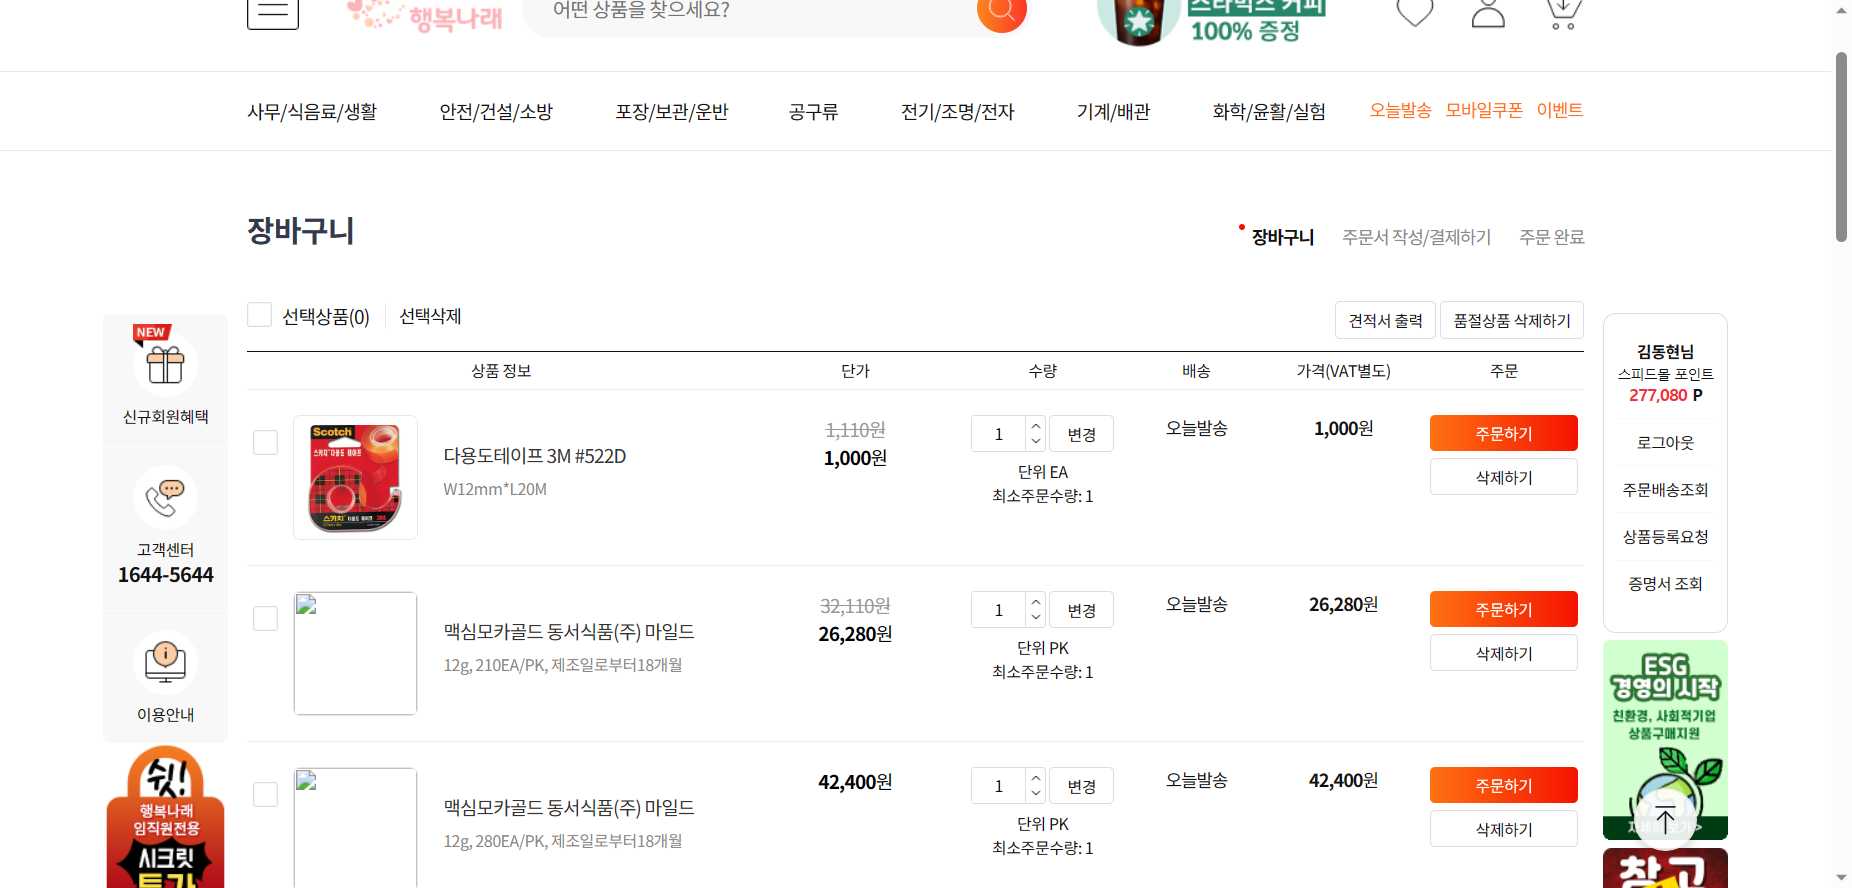 행복나래
어떤 상품을 찾으세요?
스타벅스 커피
100% 증정
사무/식음료/생활 안전/건설/소방 포장/보관/운반 공구류 전기/조명/전자 기계/배관 화학/윤활/실험 오늘발송 모바일쿠폰 이벤트
장바구니
장바구니 주문서 작성/결제하기 주문 완료
선택상품(0) 선택삭제 견적서 출력 품절상품 삭제하기
상품 정보 단가 수량 배송 가격(VAT별도) 주문
Scotch
스카치 다용도 테이프
다용도테이프 3M #522D
W12mm*L20M
1,110원
1,000원
1 변경
단위 EA
최소주문수량: 1
오늘발송
1,000원
주문하기
삭제하기
맥심모카골드 동서식품(주) 마일드
12g, 210EA/PK, 제조일로부터18개월
32,110원
26,280원
1 변경
단위 PK
최소주문수량: 1
오늘발송
26,280원
주문하기
삭제하기
맥심모카골드 동서식품(주) 마일드
12g, 280EA/PK, 제조일로부터18개월
42,400원
1 변경
단위 PK
최소주문수량: 1
오늘발송
42,400원
주문하기
삭제하기
NEW
신규회원혜택
고객센터
1644-5644
이용안내
쉿!
행복나래
임직원전용
시크릿
특가
김동현님
스피드몰 포인트
277,080 P
로그아웃
주문배송조회
상품등록요청
증명서 조회
ESG
경영의 시작
친환경, 사회적기업
상품구매지원
창고